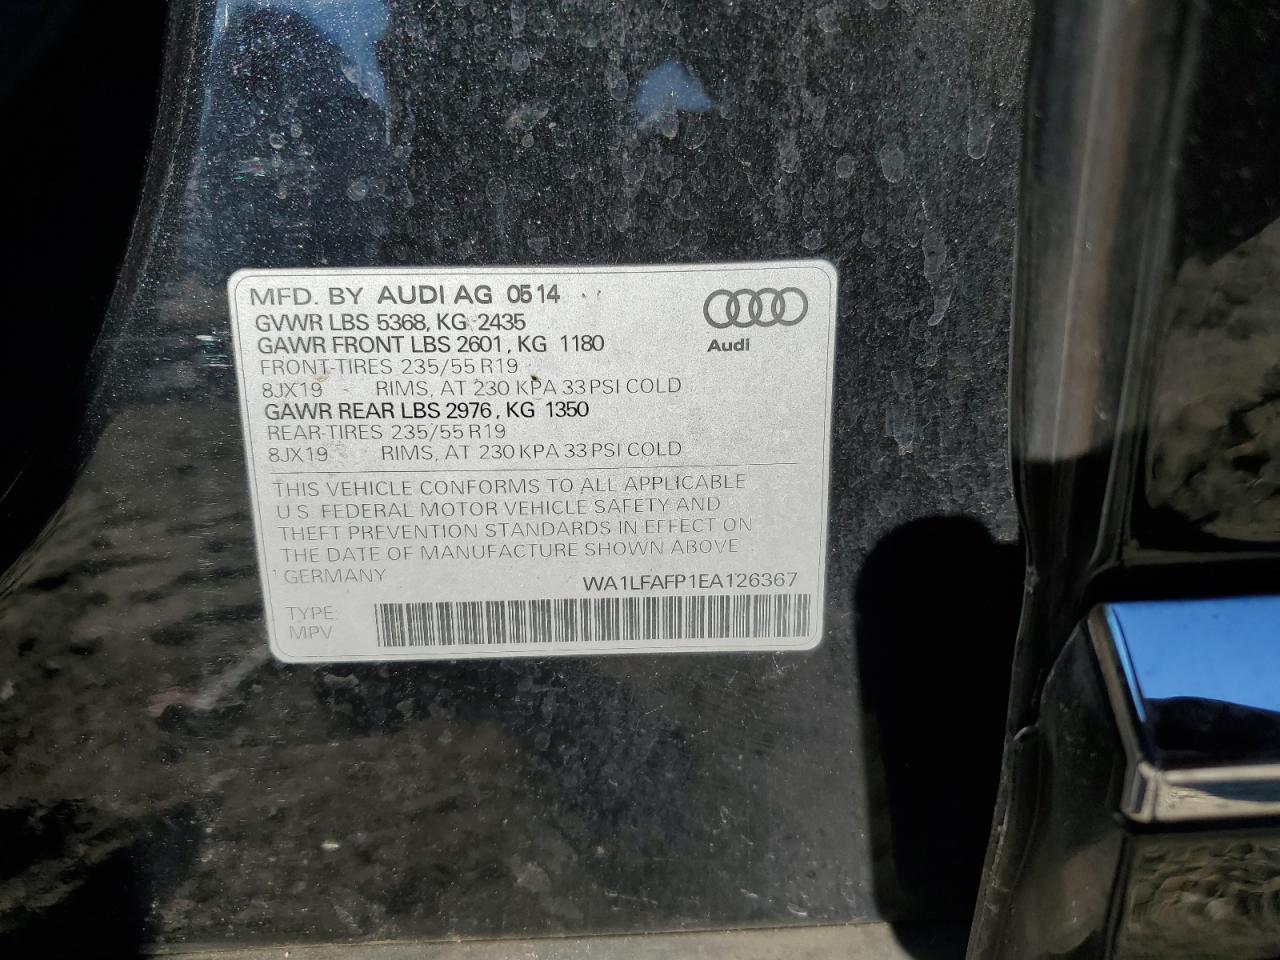 MFD. BY AUDI AG 0514
Audi
GVWR LBS 5368, KG 2435
GAWR FRONT LBS 2601, KG 1180
FRONT-TIRES 235/55 R19
8JX19 RIMS, AT 230 KPA 33 PSI COLD
GAWR REAR LBS 2976, KG 1350
REAR-TIRES 235/55 R19
8JX19 RIMS, AT 230 KPA 33 PSI COLD
THIS VEHICLE CONFORMS TO ALL APPLICABLE
U.S. FEDERAL MOTOR VEHICLE SAFETY AND
THEFT PREVENTION STANDARDS IN EFFECT ON
THE DATE OF MANUFACTURE SHOWN ABOVE
GERMANY WA1LFAFP1EA126367
TYPE:
MPV